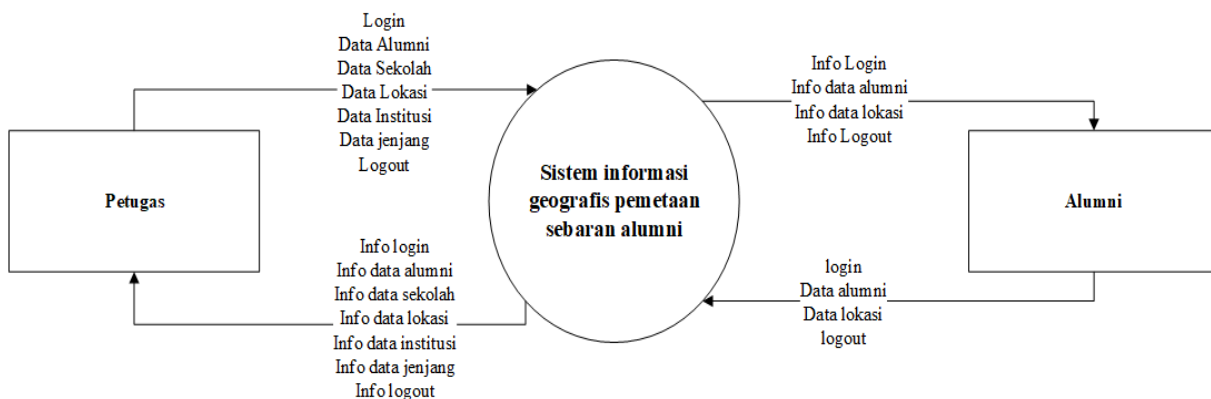 Login
Data Alumni
Data Sekolah
Data Lokasi
Data Institusi
Data jenjang
Logout
Petugas
Info login
Info data alumni
Info data sekolah
Info data lokasi
Info data institusi
Info data jenjang
Info logout
Sistem informasi
geografis pemetaan
sebaran alumni
Info Login
Info data alumni
Info data lokasi
Info Logout
Alumni
login
Data alumni
Data lokasi
logout